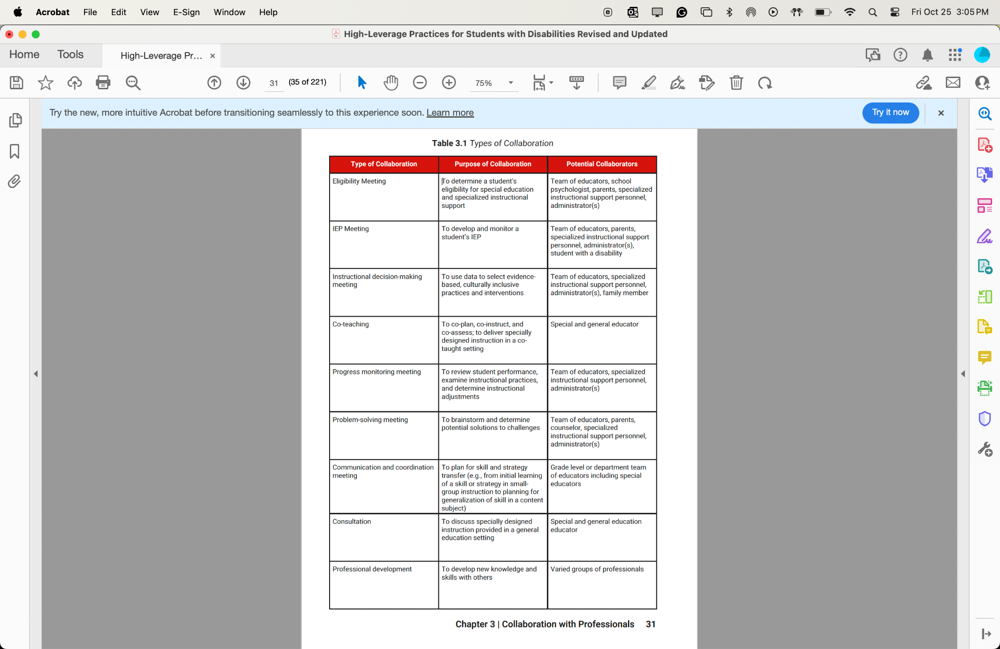 Acrobat File Edit View E-Sign Window Help Fri Oct 25 3:05 PM
High-Leverage Practices for Students with Disabilities Revised and Updated
Home Tools High-Leverage Pr... ×
31 (35 of 221) 75%
Try the new, more intuitive Acrobat before transitioning seamlessly to this experience soon. Learn more Try it now
Table 3.1 Types of Collaboration
Type of Collaboration
Purpose of Collaboration
Potential Collaborators
Eligibility Meeting
To determine a student's
eligibility for special education
and specialized instructional
support
Team of educators, school
psychologist, parents, specialized
instructional support personnel,
administrator(s)
IEP Meeting
To develop and monitor a
student's IEP
Team of educators, parents,
specialized instructional support
personnel, administrator(s),
student with a disability
Instructional decision-making
meeting
To use data to select evidence-
based, culturally inclusive
practices and interventions
Team of educators, specialized
instructional support personnel,
administrator(s), family member
Co-teaching
To co-plan, co-instruct, and
co-assess; to deliver specially
designed instruction in a co-
taught setting
Special and general educator
Progress monitoring meeting
To review student performance,
examine instructional practices,
and determine instructional
adjustments
Team of educators, specialized
instructional support personnel,
administrator(s)
Problem-solving meeting
To brainstorm and determine
potential solutions to challenges
Team of educators, parents,
counselor, specialized
instructional support personnel,
administrator(s)
Communication and coordination
meeting
To plan for skill and strategy
transfer (e.g., from initial learning
of a skill or strategy in small-
group instruction to planning for
generalization of skill in a content
subject)
Grade level or department team
of educators including special
educators
Consultation
To discuss specially designed
instruction provided in a general
education setting
Special and general education
educator
Professional development
To develop new knowledge and
skills with others
Varied groups of professionals
Chapter 3 | Collaboration with Professionals 31